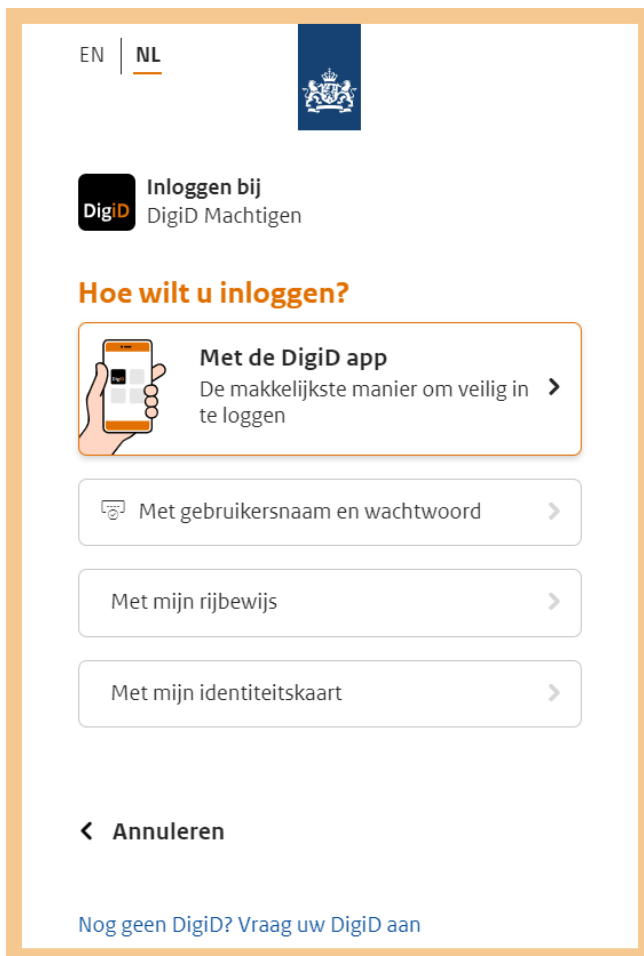 EN | NL
DigiD
Inloggen bij
DigiD Machtigen
Hoe wilt u inloggen?
Met de DigiD app
De makkelijkste manier om veilig in
te loggen
Met gebruikersnaam en wachtwoord
Met mijn rijbewijs
Met mijn identiteitskaart
Annuleren
Nog geen DigiD? Vraag uw DigiD aan